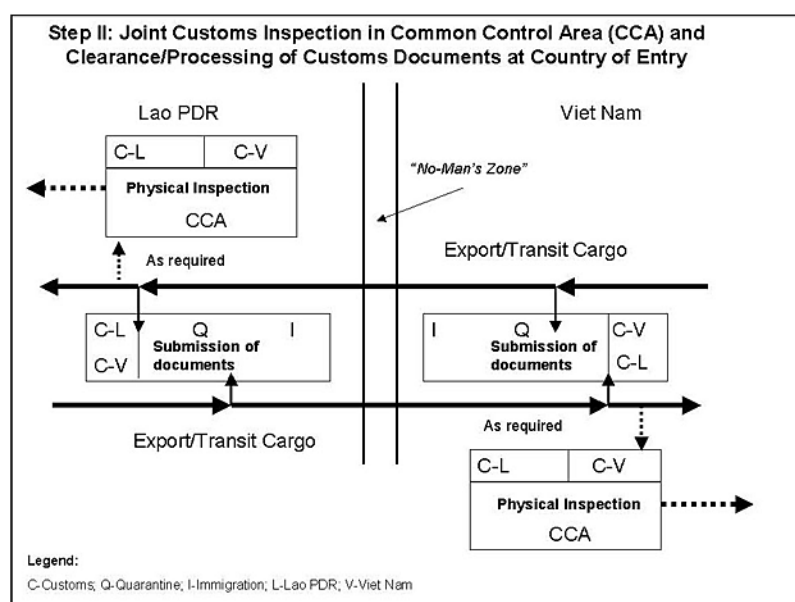 Step II: Joint Customs Inspection in Common Control Area (CCA) and
Clearance/Processing of Customs Documents at Country of Entry
Lao PDR
Viet Nam
C-L
C-V
Physical Inspection
CCA
"No-Man's Zone"
As required
Export/Transit Cargo
C-L
Q
I
Submission of
documents
C-V
I
Q
C-V
Submission of
documents
C-L
Export/Transit Cargo
As required
C-L
C-V
Physical Inspection
CCA
Legend:
C-Customs; Q-Quarantine; I-Immigration; L-Lao PDR; V-Viet Nam